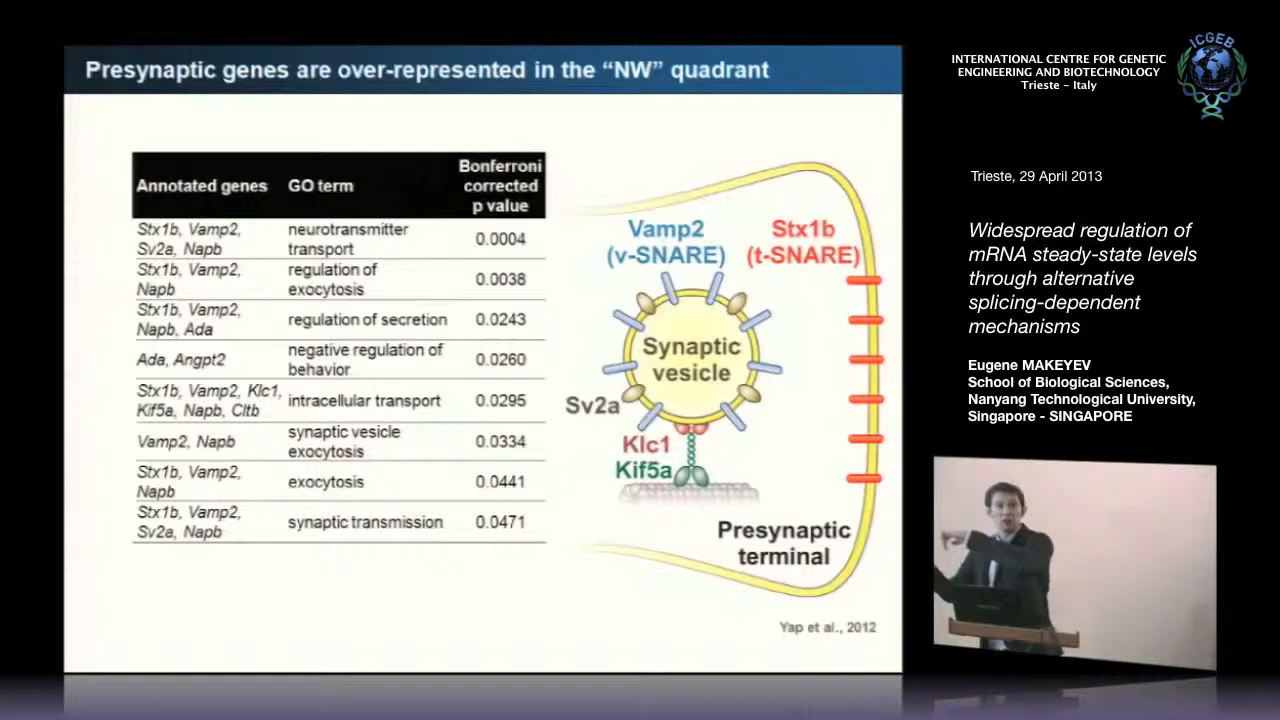 Presynaptic genes are over-represented in the “NW” quadrant
Annotated genes GO term Bonferroni corrected p value
Stx1b, Vamp2, Sv2a, Napb neurotransmitter transport 0.0004
Stx1b, Vamp2, Napb regulation of exocytosis 0.0038
Stx1b, Vamp2, Napb, Ada regulation of secretion 0.0243
Ada, Angpt2 negative regulation of behavior 0.0260
Stx1b, Vamp2, Klc1, Kif5a, Napb, Cltb intracellular transport 0.0295
Vamp2, Napb synaptic vesicle exocytosis 0.0334
Stx1b, Vamp2, Napb exocytosis 0.0441
Stx1b, Vamp2, Sv2a, Napb synaptic transmission 0.0471
Vamp2
(v-SNARE)
Stx1b
(t-SNARE)
Synaptic
vesicle
Sv2a
Klc1
Kif5a
Presynaptic
terminal
Yap et al., 2012
INTERNATIONAL CENTRE FOR GENETIC
ENGINEERING AND BIOTECHNOLOGY
Trieste - Italy
ICGEB
Trieste, 29 April 2013
Widespread regulation of
mRNA steady-state levels
through alternative
splicing-dependent
mechanisms
Eugene MAKEYEV
School of Biological Sciences,
Nanyang Technological University,
Singapore - SINGAPORE